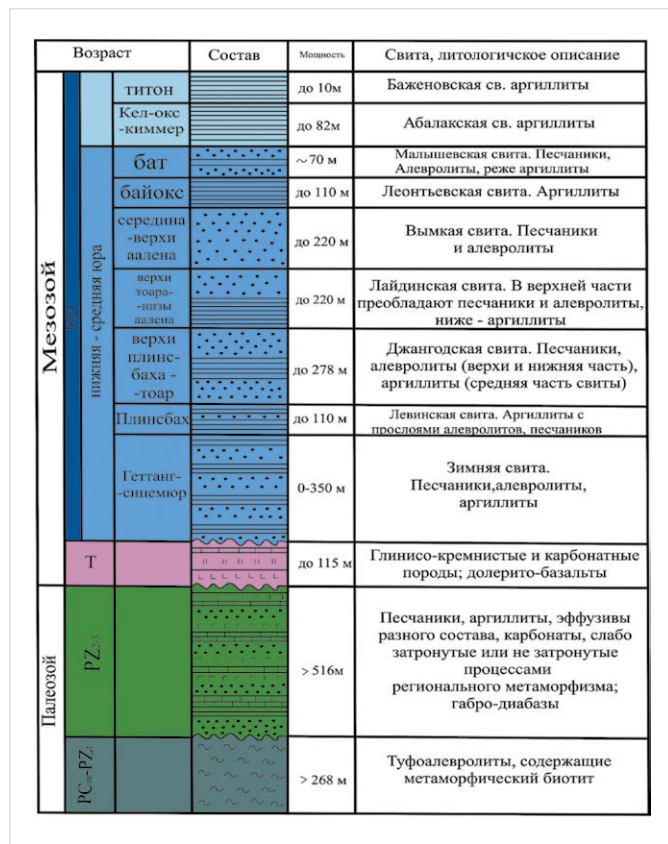 Возраст Состав Мощность Свита, литологичское описание
Мезозой
нижняя - средняя юра
титон до 10м Баженовская св. аргиллиты
Кел-окс
-киммер до 82м Абалакская св. аргиллиты
бат ~70 м Малышевская свита. Песчаники,
Алевролиты, реже аргиллиты
байокс до 110 м Леонтьевская свита. Аргиллиты
середина
-верхи
аалена до 220 м Вымкая свита. Песчаники
и алевролиты
верхи
тоара-
низы
аалена до 220 м Лайдинская свита. В верхней части
преобладают песчаники и алевролиты,
ниже - аргиллиты
верхи
плинс-
баха -
-тоар до 278 м Джангодская свита. Песчаники,
алевролиты (верхи и нижняя часть),
аргиллиты (средняя часть свиты)
Плинсбах до 110 м Левинская свита. Аргиллиты с
прослоями алевролитов, песчаников
Геттанг-
-синемюр 0-350 м Зимняя свита.
Песчаники,алевролиты,
аргиллиты
Т до 115 м Глинисо-кремнистые и карбонатные
породы; долерито-базальты
Палеозой
PZ2-3 > 516м Песчаники, аргиллиты, эффузивы
разного состава, карбонаты, слабо
затронутые или не затронутые
процессами
регионального метаморфизма;
габро-диабазы
PC-PZ1 > 268 м Туфоалевролиты, содержащие
метаморфический биотит